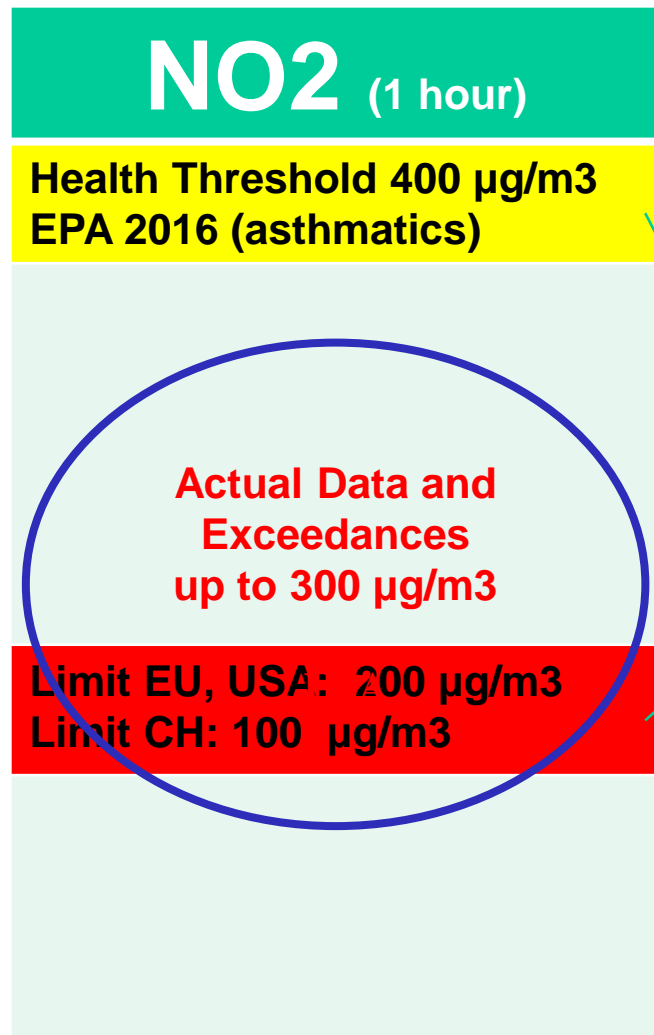 NO2 (1 hour)
Health Threshold 400 µg/m3
EPA 2016 (asthmatics)
Actual Data and
Exceedances
up to 300 µg/m3
Limit EU, USA: 200 µg/m3
Limit CH: 100 µg/m3